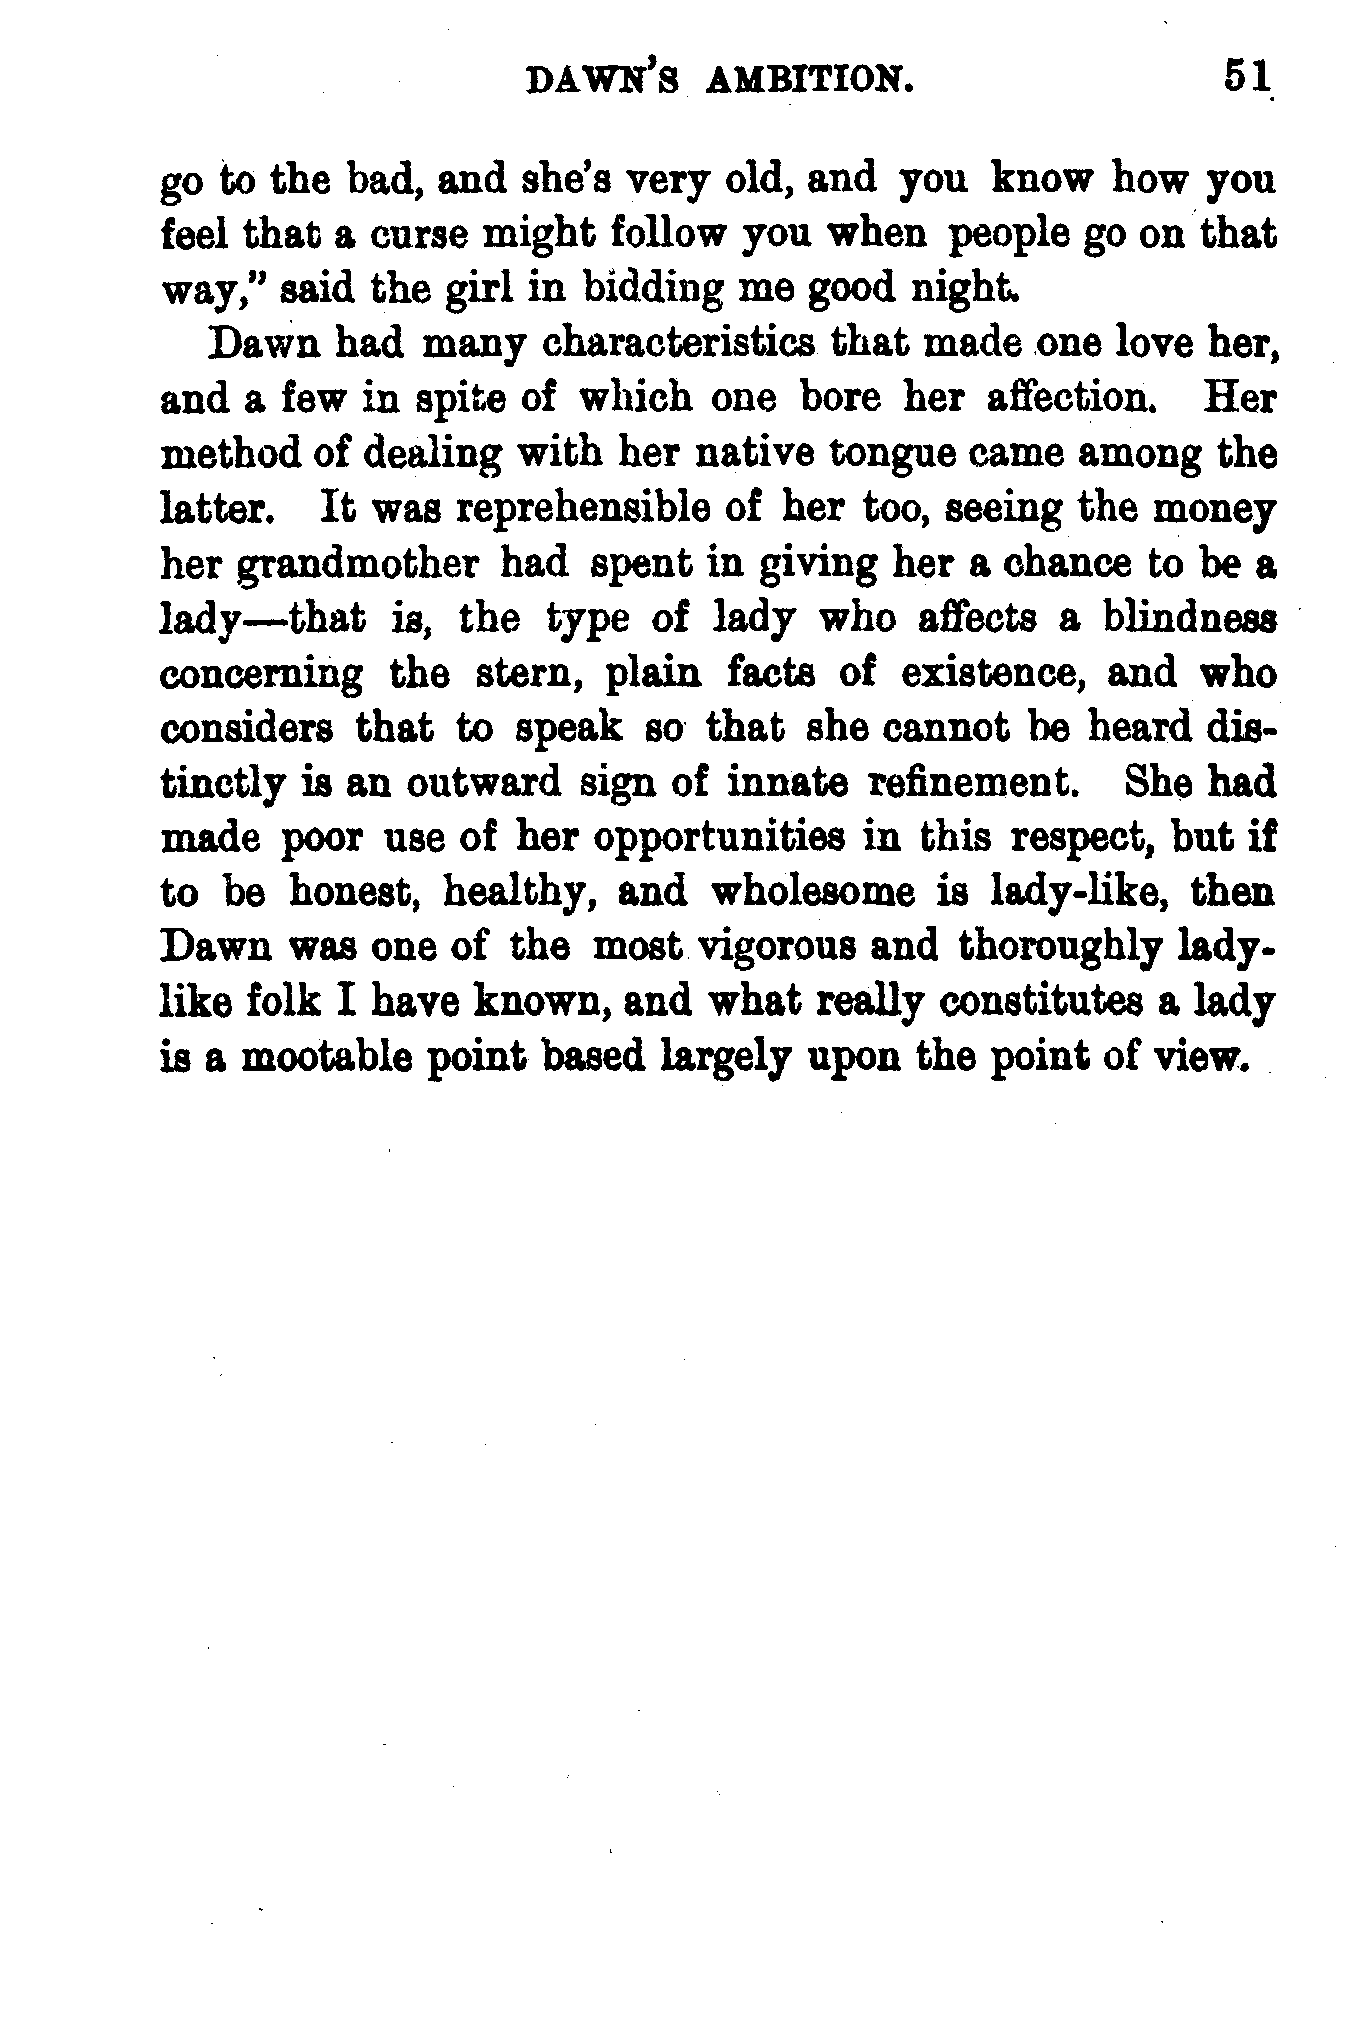 DAWN'S AMBITION. 51
go to the bad, and she's very old, and you know how you
feel that a curse might follow you when people go on that
way," said the girl in bidding me good night.
Dawn had many characteristics that made one love her,
and a few in spite of which one bore her affection. Her
method of dealing with her native tongue came among the
latter. It was reprehensible of her too, seeing the money
her grandmother had spent in giving her a chance to be a
lady—that is, the type of lady who affects a blindness
concerning the stern, plain facts of existence, and who
considers that to speak so that she cannot be heard dis-
tinctly is an outward sign of innate refinement. She had
made poor use of her opportunities in this respect, but if
to be honest, healthy, and wholesome is lady-like, then
Dawn was one of the most vigorous and thoroughly lady-
like folk I have known, and what really constitutes a lady
is a mootable point based largely upon the point of view.